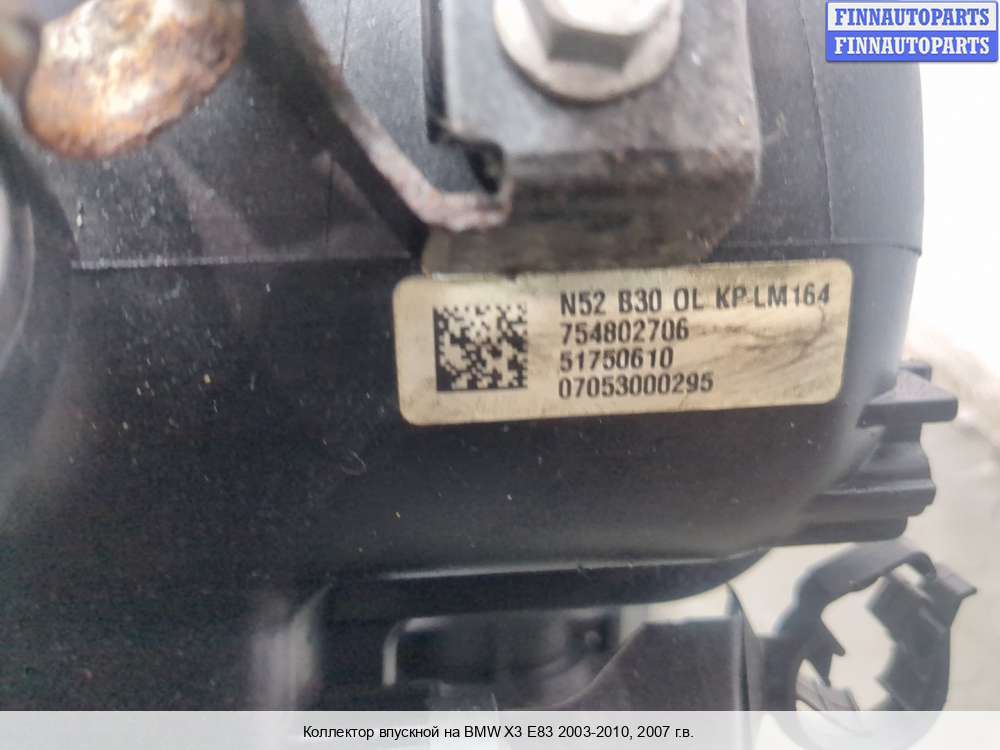 FINNAUTOPARTS
FINNAUTOPARTS
N52 B30 OL KP-LM164
754802706
51750610
07053000295
Коллектор впускной на BMW X3 E83 2003-2010, 2007 г.в.